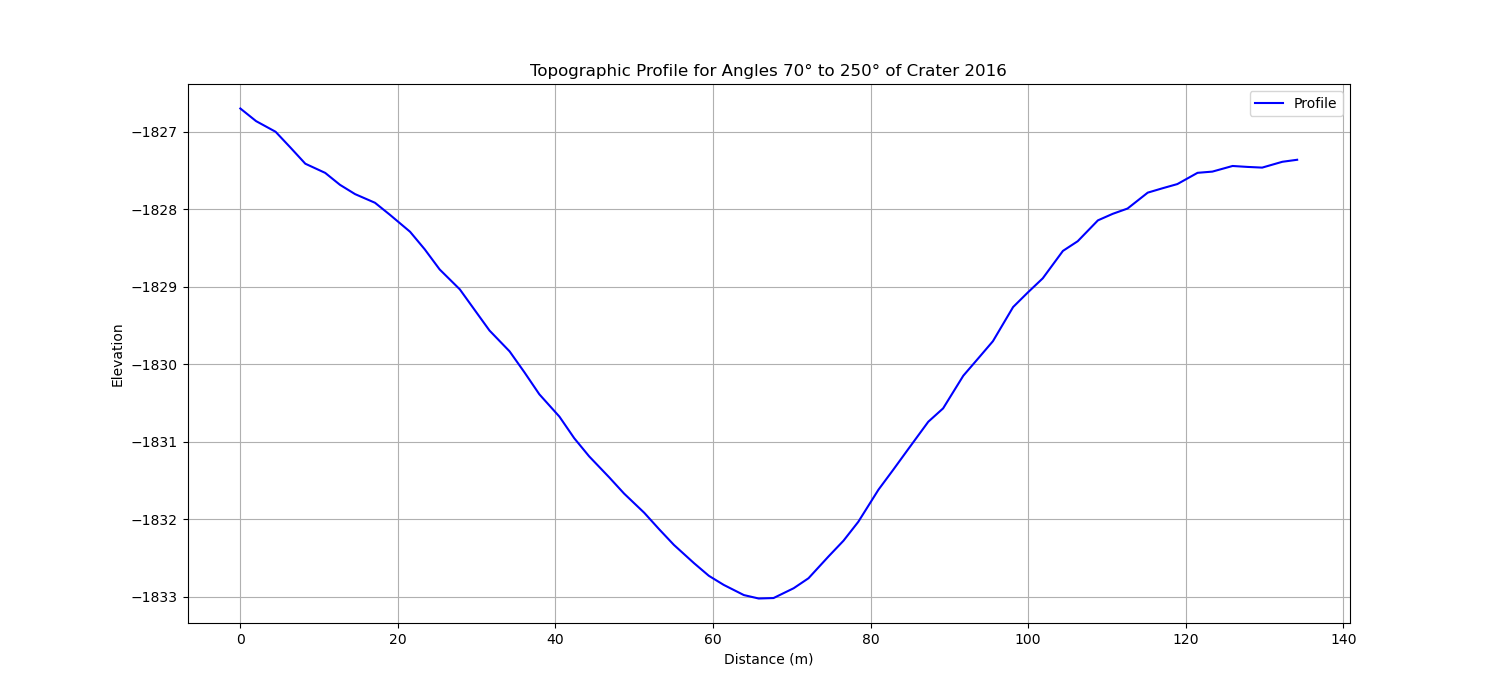 Topographic Profile for Angles 70° to 250° of Crater 2016
Profile
Elevation
−1827
−1828
−1829
−1830
−1831
−1832
−1833
0 20 40 60 80 100 120 140
Distance (m)